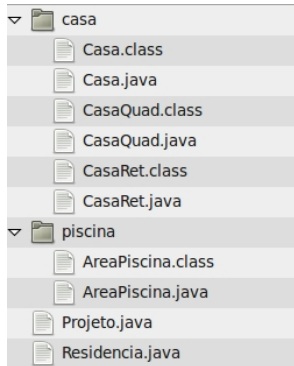 casa
Casa.class
Casa.java
CasaQuad.class
CasaQuad.java
CasaRet.class
CasaRet.java
piscina
AreaPiscina.class
AreaPiscina.java
Projeto.java
Residencia.java